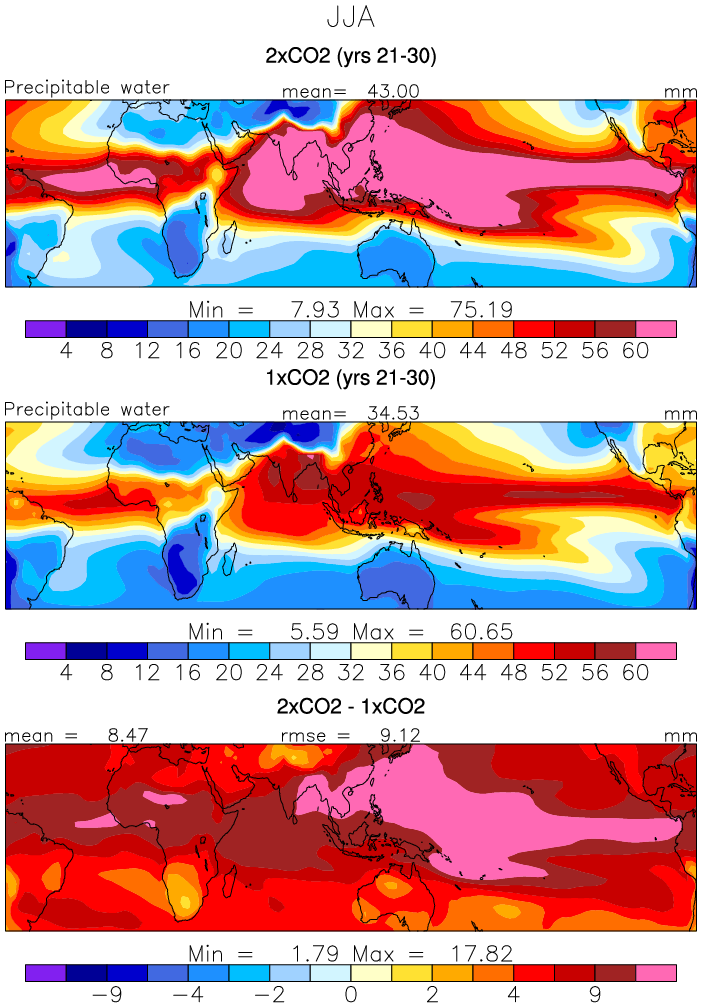 JJA
2xCO2 (yrs 21-30)
Precipitable water mean= 43.00 mm
Min = 7.93 Max = 75.19
4 8 12 16 20 24 28 32 36 40 44 48 52 56 60
1xCO2 (yrs 21-30)
Precipitable water mean= 34.53 mm
Min = 5.59 Max = 60.65
4 8 12 16 20 24 28 32 36 40 44 48 52 56 60
2xCO2 - 1xCO2
mean = 8.47 rmse = 9.12 mm
Min = 1.79 Max = 17.82
-9 -4 -2 0 2 4 9